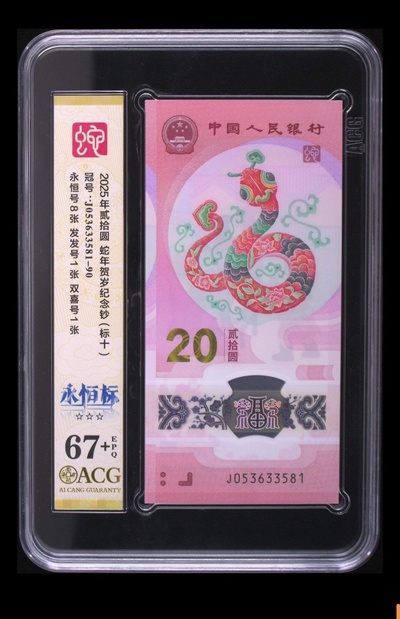 蛇
2025年贰拾圆 蛇年贺岁纪念钞（标十）
冠号:J053633581-90
永恒号8张 发发号1张 双喜号1张
永恒标
☆☆☆
67+
EPQ
ACG
AI CANG GUARANTY
中国人民银行
20
贰拾圆
J053633581
ACG